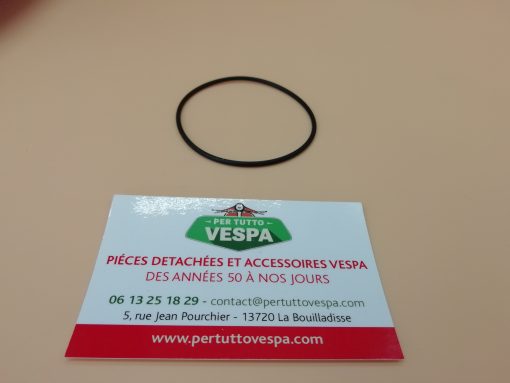 PER TUTTO
VESPA
PIÉCES DETACHÉES ET ACCESSOIRES VESPA
DES ANNÉES 50 À NOS JOURS
06 13 25 18 29 - contact@pertuttovespa.com
5, rue Jean Pourchier - 13720 La Bouilladisse
www.pertuttovespa.com